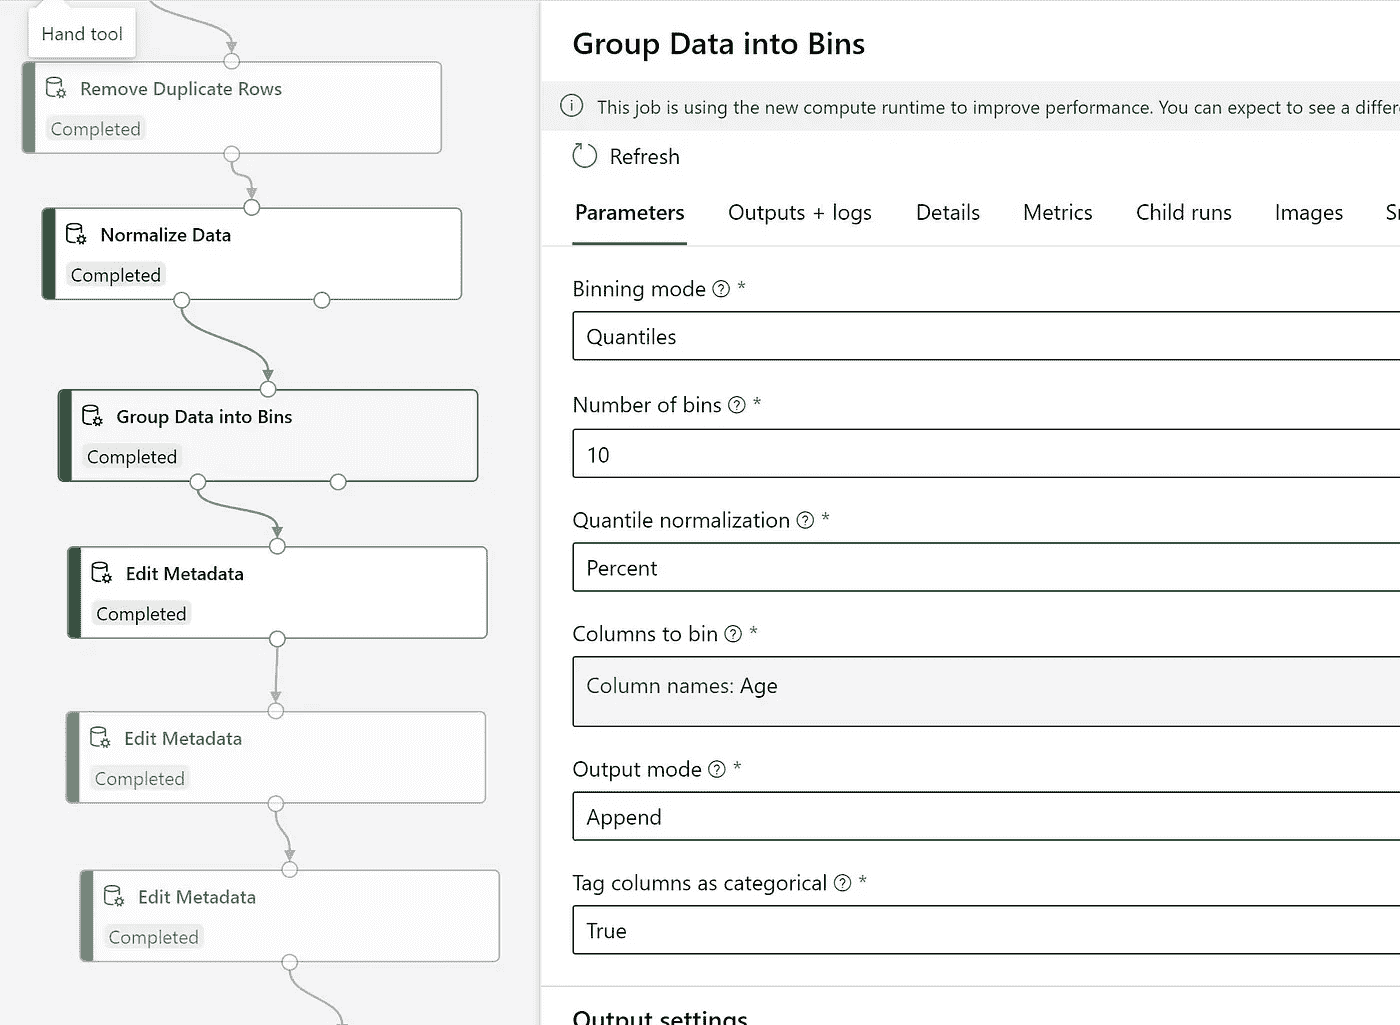 Hand tool
Remove Duplicate Rows
Completed
Normalize Data
Completed
Group Data into Bins
Completed
Edit Metadata
Completed
Edit Metadata
Completed
Edit Metadata
Completed
Group Data into Bins
This job is using the new compute runtime to improve performance. You can expect to see a differe
Refresh
Parameters Outputs + logs Details Metrics Child runs Images Sn
Binning mode ? *
Quantiles
Number of bins ? *
10
Quantile normalization ? *
Percent
Columns to bin ? *
Column names: Age
Output mode ? *
Append
Tag columns as categorical ? *
True
Output settings